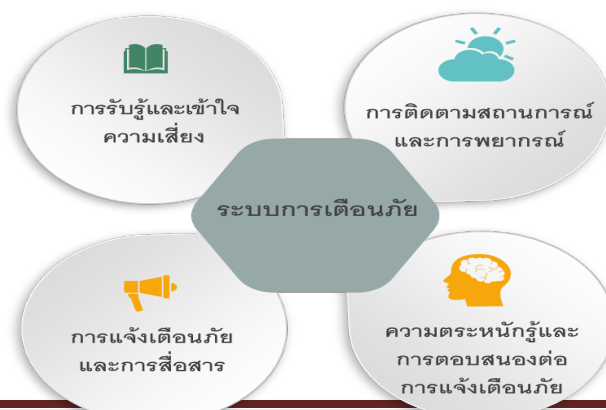 การรับรู้และเข้าใจ
ความเสี่ยง
การติดตามสถานการณ์
และการพยากรณ์
ระบบการเตือนภัย
การแจ้งเตือนภัย
และการสื่อสาร
ความตระหนักรู้และ
การตอบสนองต่อ
การแจ้งเตือนภัย